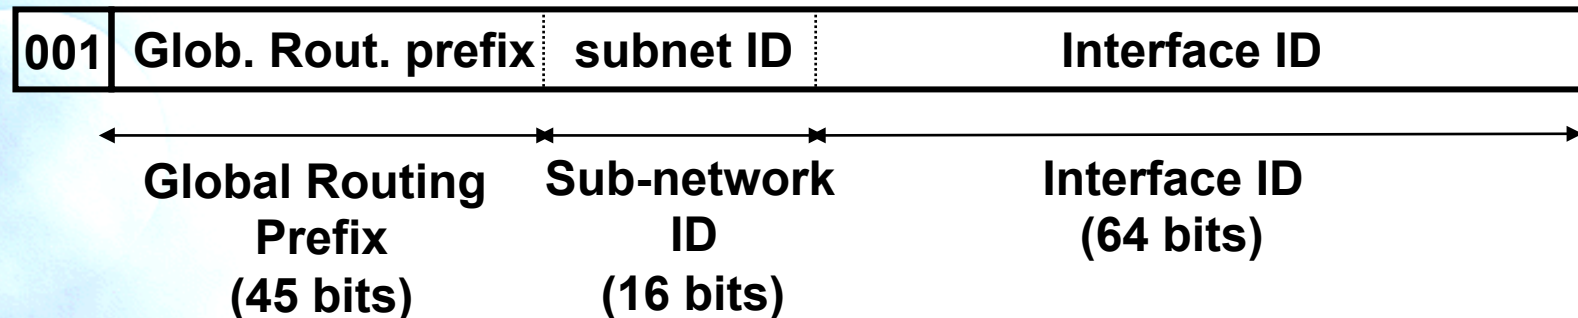 001 Glob. Rout. prefix subnet ID Interface ID
Global Routing Prefix (45 bits)
Sub-network ID (16 bits)
Interface ID (64 bits)